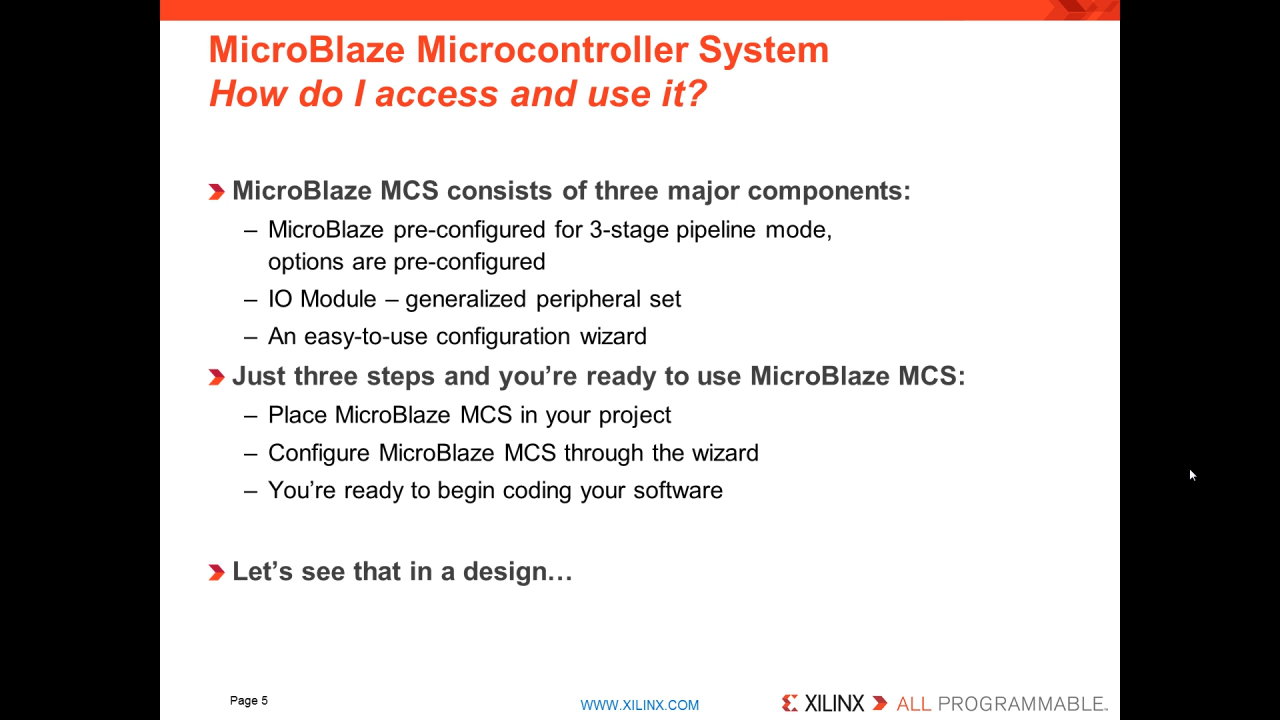 MicroBlaze Microcontroller System
How do I access and use it?
MicroBlaze MCS consists of three major components:
– MicroBlaze pre-configured for 3-stage pipeline mode,
options are pre-configured
– IO Module – generalized peripheral set
– An easy-to-use configuration wizard
Just three steps and you’re ready to use MicroBlaze MCS:
– Place MicroBlaze MCS in your project
– Configure MicroBlaze MCS through the wizard
– You’re ready to begin coding your software
Let’s see that in a design…
Page 5
WWW.XILINX.COM
XILINX ALL PROGRAMMABLE™